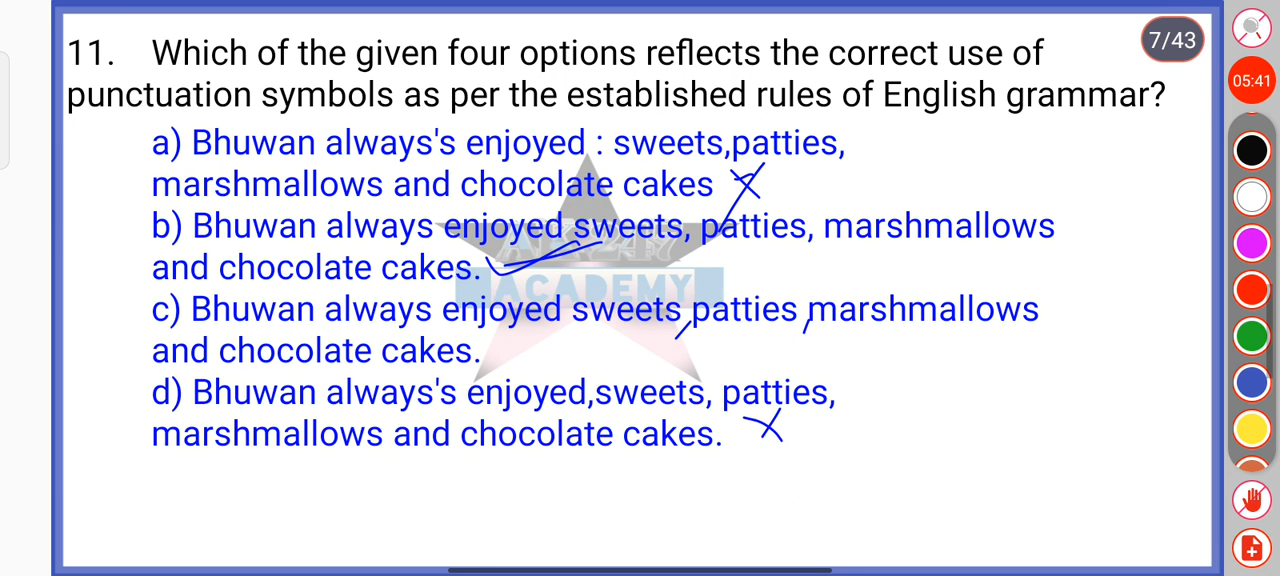 7/43
05:41
11. Which of the given four options reflects the correct use of
punctuation symbols as per the established rules of English grammar?
a) Bhuwan always's enjoyed : sweets,patties,
marshmallows and chocolate cakes
b) Bhuwan always enjoyed sweets, patties, marshmallows
and chocolate cakes.
c) Bhuwan always enjoyed sweets patties marshmallows
and chocolate cakes.
d) Bhuwan always's enjoyed,sweets, patties,
marshmallows and chocolate cakes.
ACADEMY